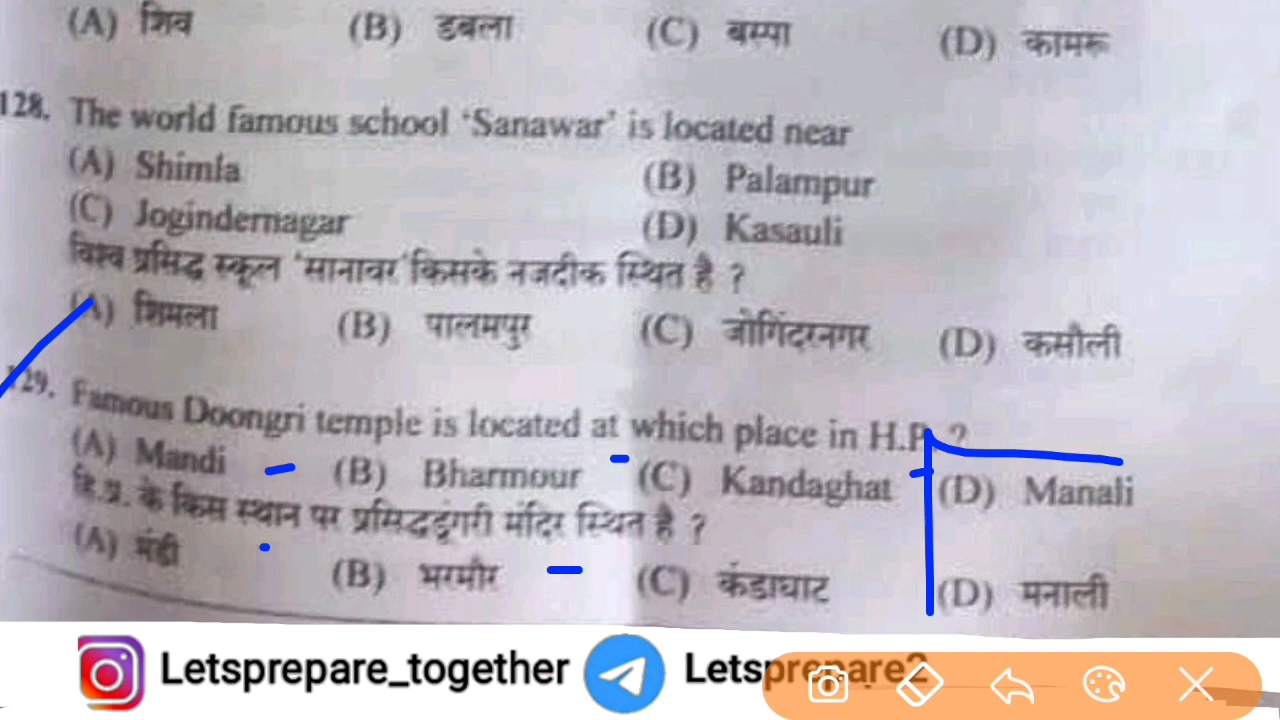 (A) शिव (B) डबला (C) बस्पा (D) कामरू
128. The world famous school 'Sanawar' is located near
(A) Shimla (B) Palampur
(C) Jogindernagar (D) Kasauli
विश्व प्रसिद्ध स्कूल 'सानावर' किसके नजदीक स्थित है ?
(A) शिमला (B) पालमपुर (C) जोगिंदरनगर (D) कसौली
129. Famous Doongri temple is located at which place in H.P. ?
(A) Mandi (B) Bharmour (C) Kandaghat (D) Manali
हि.प्र. के किस स्थान पर प्रसिद्ध डूंगरी मंदिर स्थित है ?
(A) मंडी (B) भरमौर (C) कंडाघाट (D) मनाली
Letsprepare_together Letsprepare2